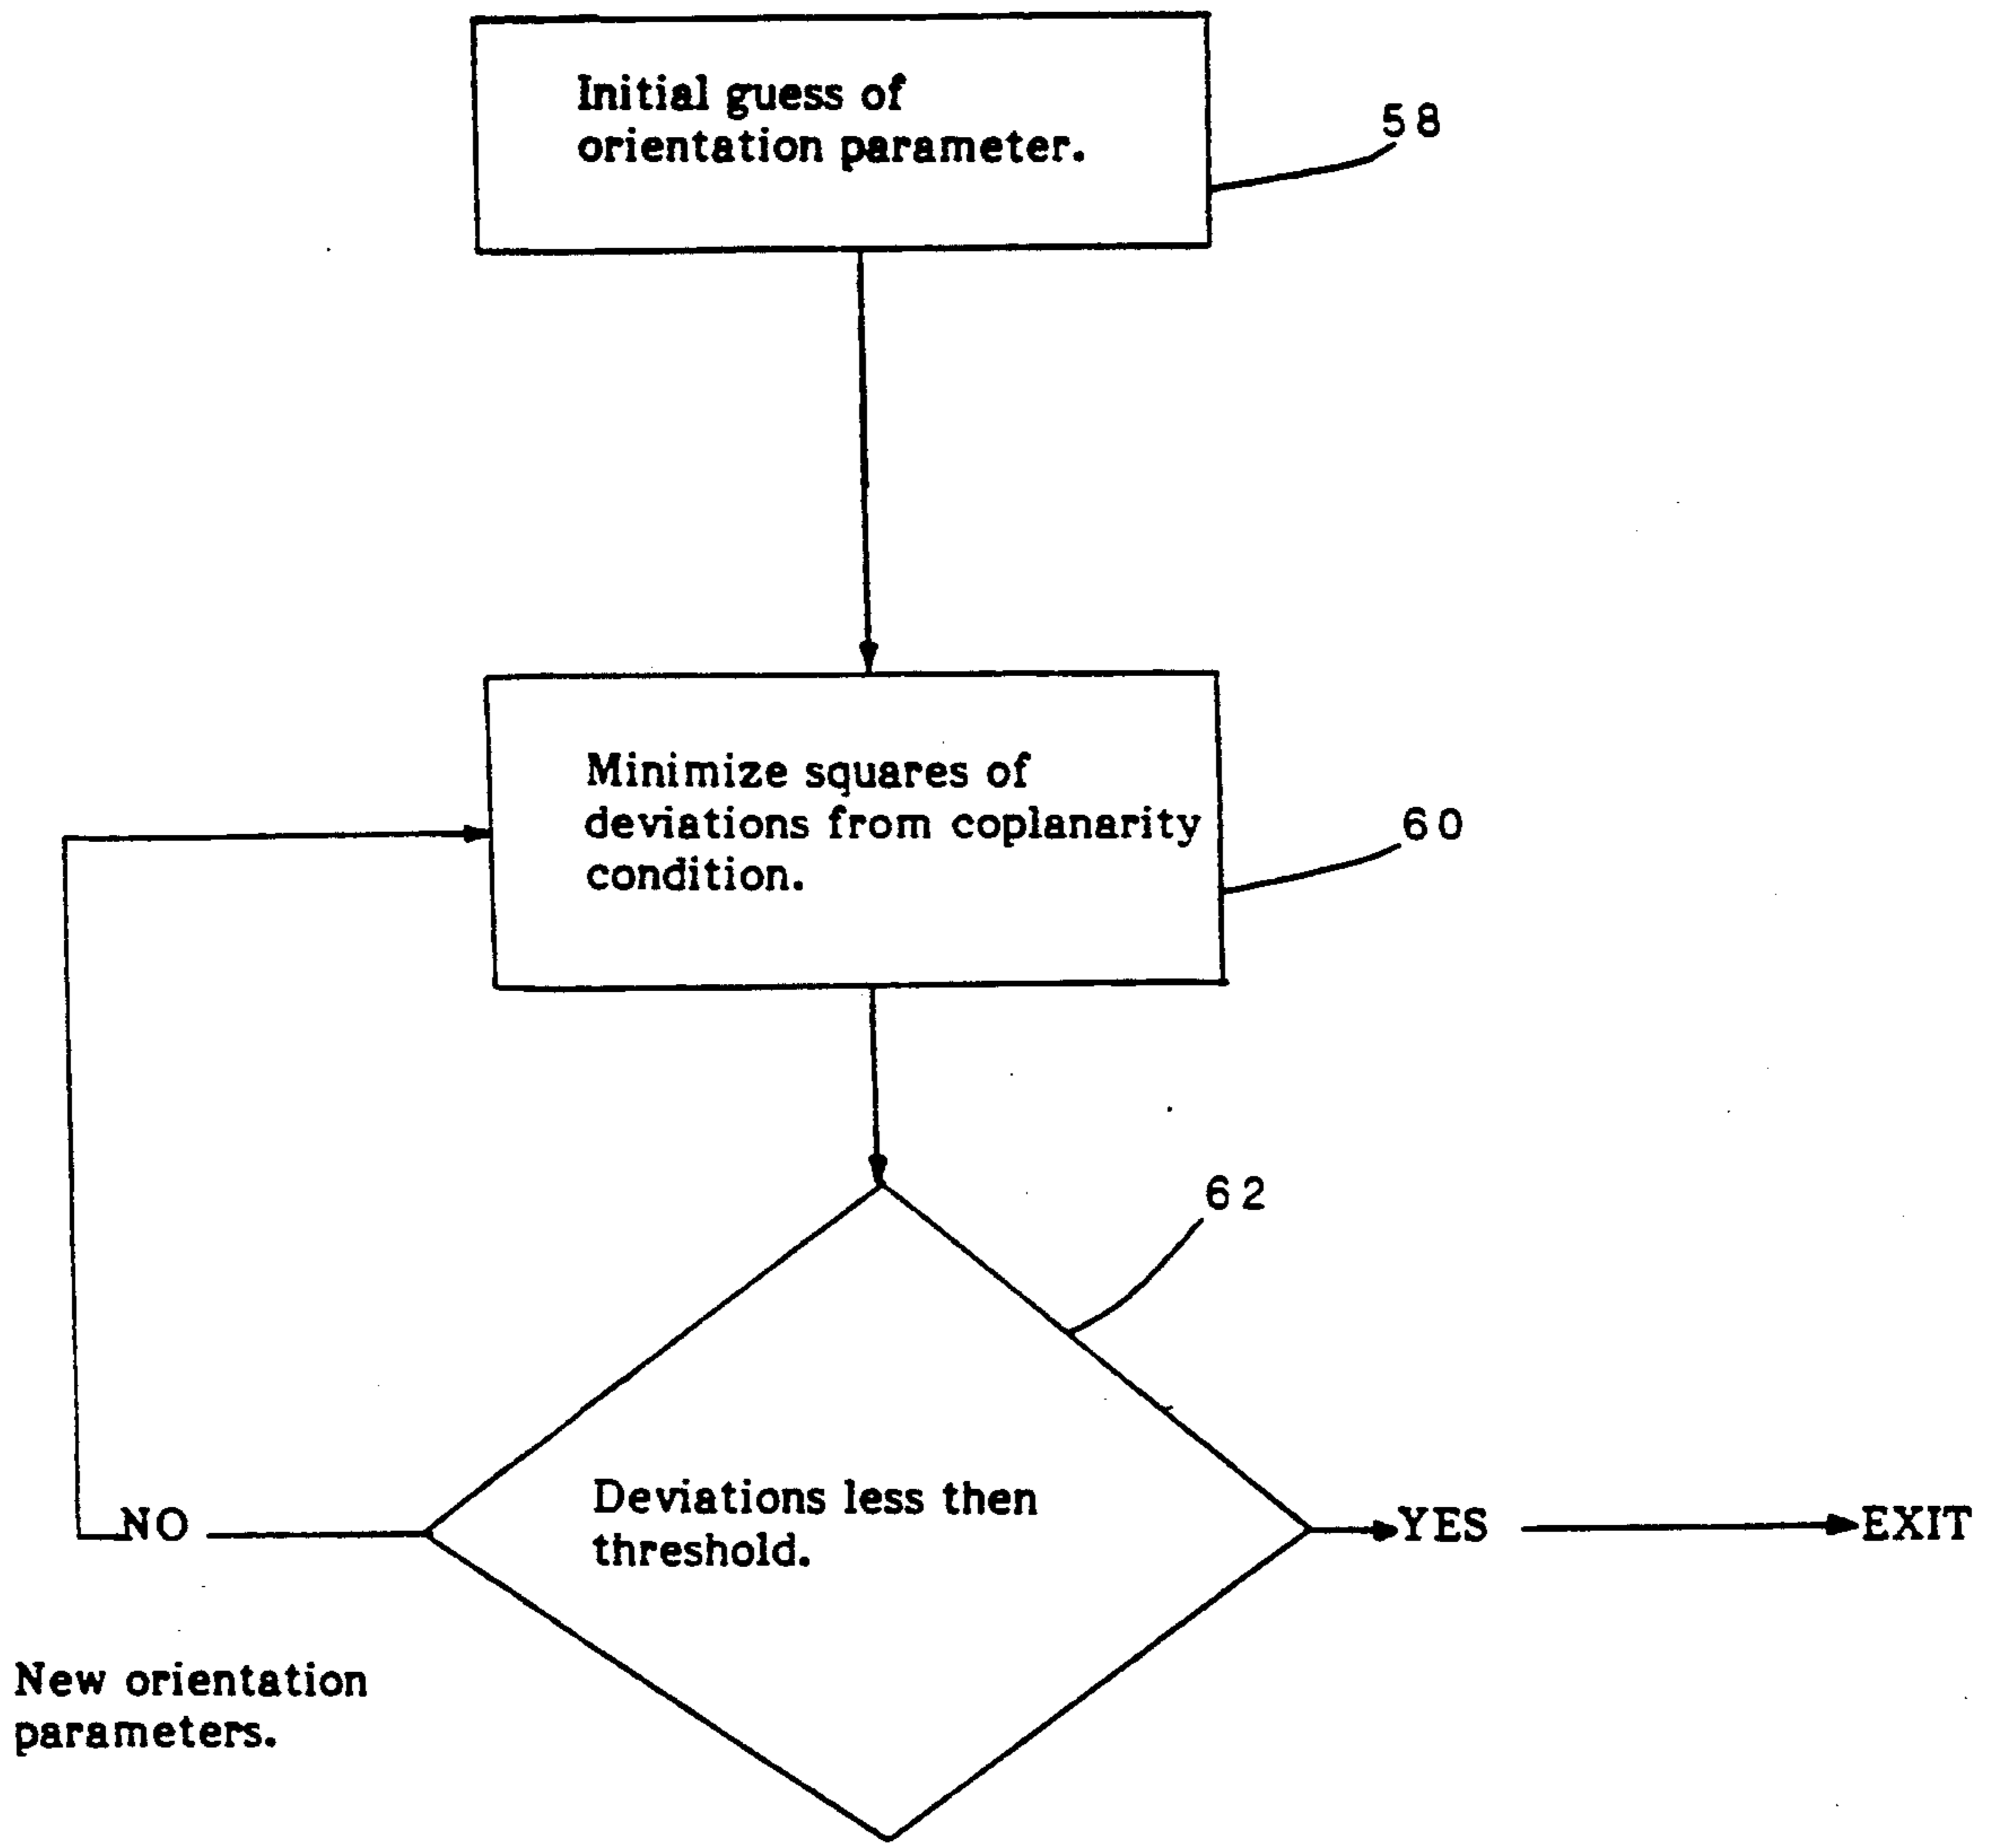 Initial guess of
orientation parameter.
58
Minimize squares of
deviations from coplanarity
condition.
60
62
Deviations less then
threshold.
NO
YES
EXIT
New orientation
parameters.